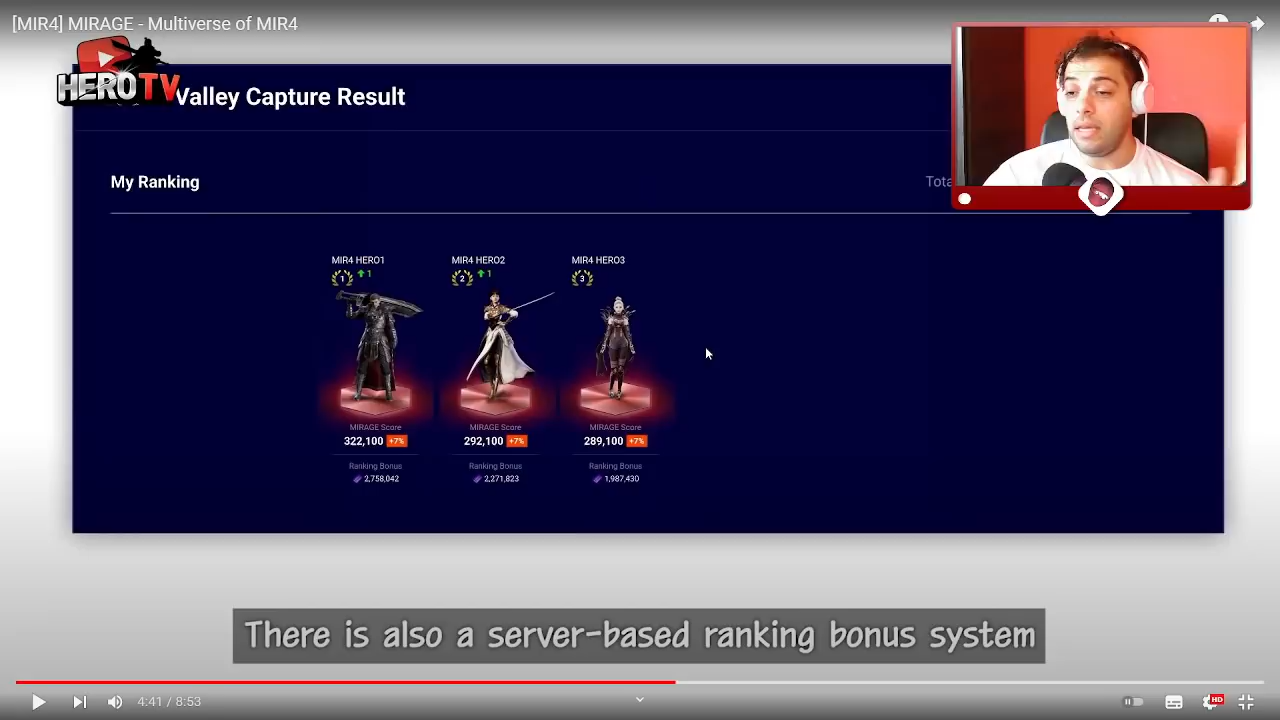 [MIR4] MIRAGE - Multiverse of MIR4
HERO TV
Valley Capture Result
My Ranking
MIR4 HERO1
1 1
MIRAGE Score
322,100 +7%
Ranking Bonus
2,758,042
MIR4 HERO2
2 1
MIRAGE Score
292,100 +7%
Ranking Bonus
2,271,823
MIR4 HERO3
3
MIRAGE Score
289,100 +7%
Ranking Bonus
1,987,430
There is also a server-based ranking bonus system
4:41 / 8:53
HD